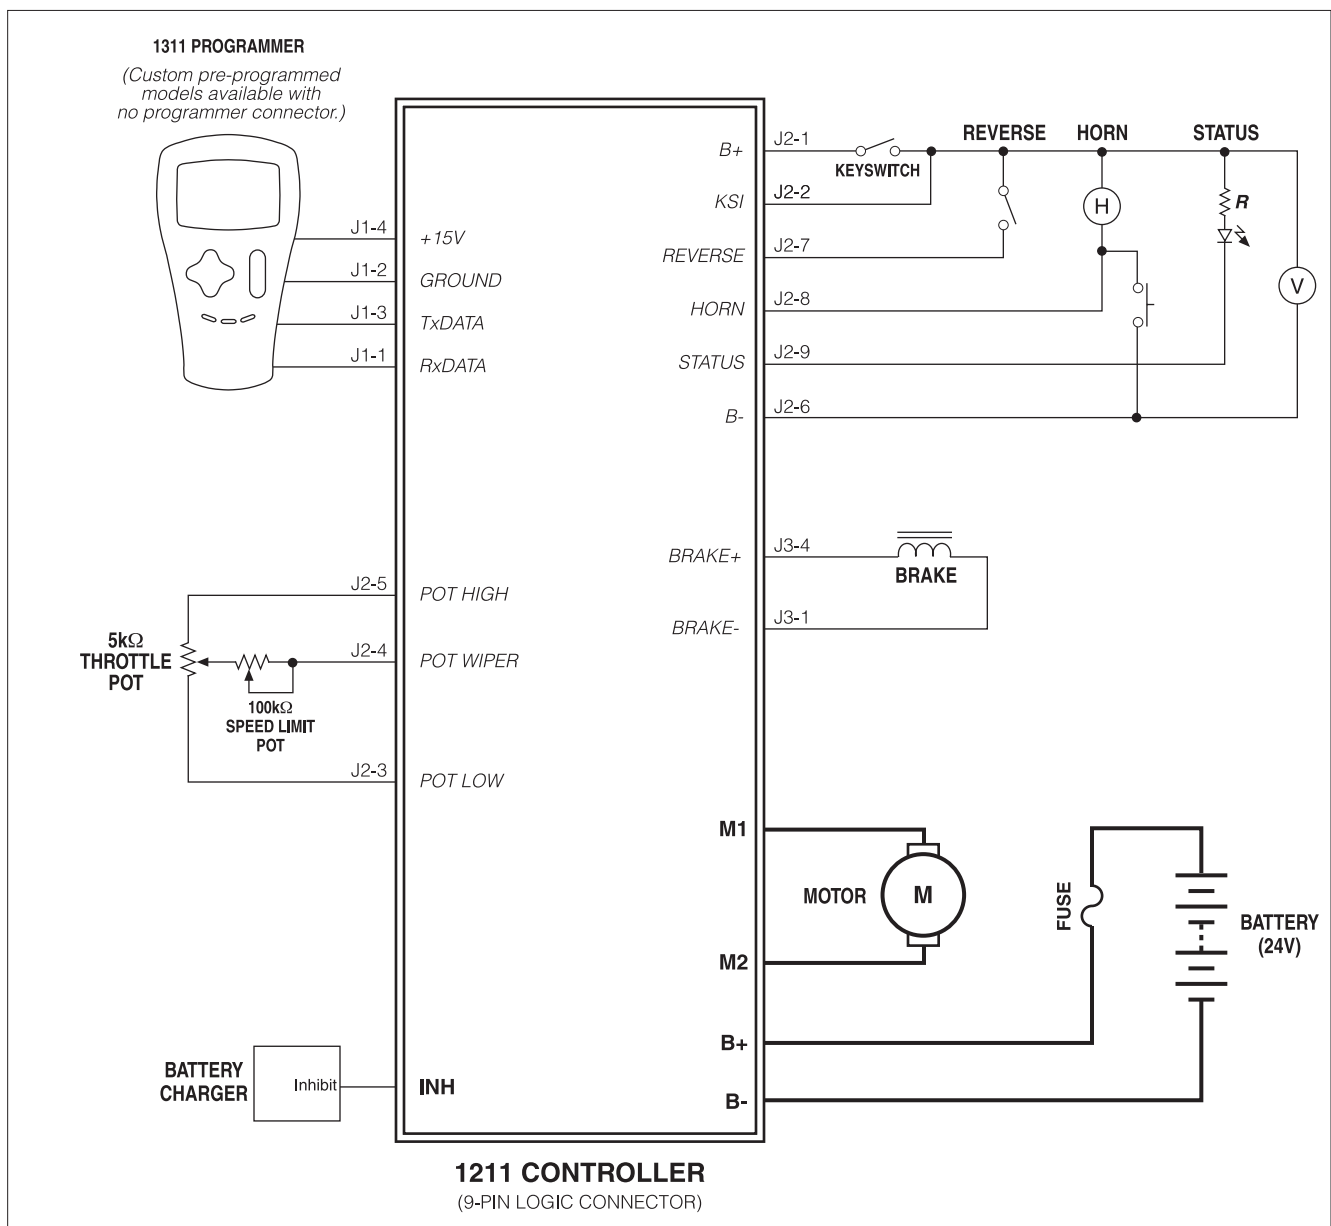 1311 PROGRAMMER
(Custom pre-programmed
models available with
no programmer connector.)
J1-4
+15V
J1-2
GROUND
J1-3
TxDATA
J1-1
RxDATA
J2-5
POT HIGH
5kΩ
THROTTLE
POT
J2-4
POT WIPER
100kΩ
SPEED LIMIT
POT
J2-3
POT LOW
BATTERY
CHARGER
Inhibit
INH
B+
J2-1
KEYSWITCH
REVERSE
HORN
STATUS
KSI
J2-2
H
R
REVERSE
J2-7
V
HORN
J2-8
STATUS
J2-9
B-
J2-6
BRAKE+
J3-4
BRAKE
BRAKE-
J3-1
M1
MOTOR
M
M2
FUSE
BATTERY
(24V)
B+
B-
1211 CONTROLLER
(9-PIN LOGIC CONNECTOR)